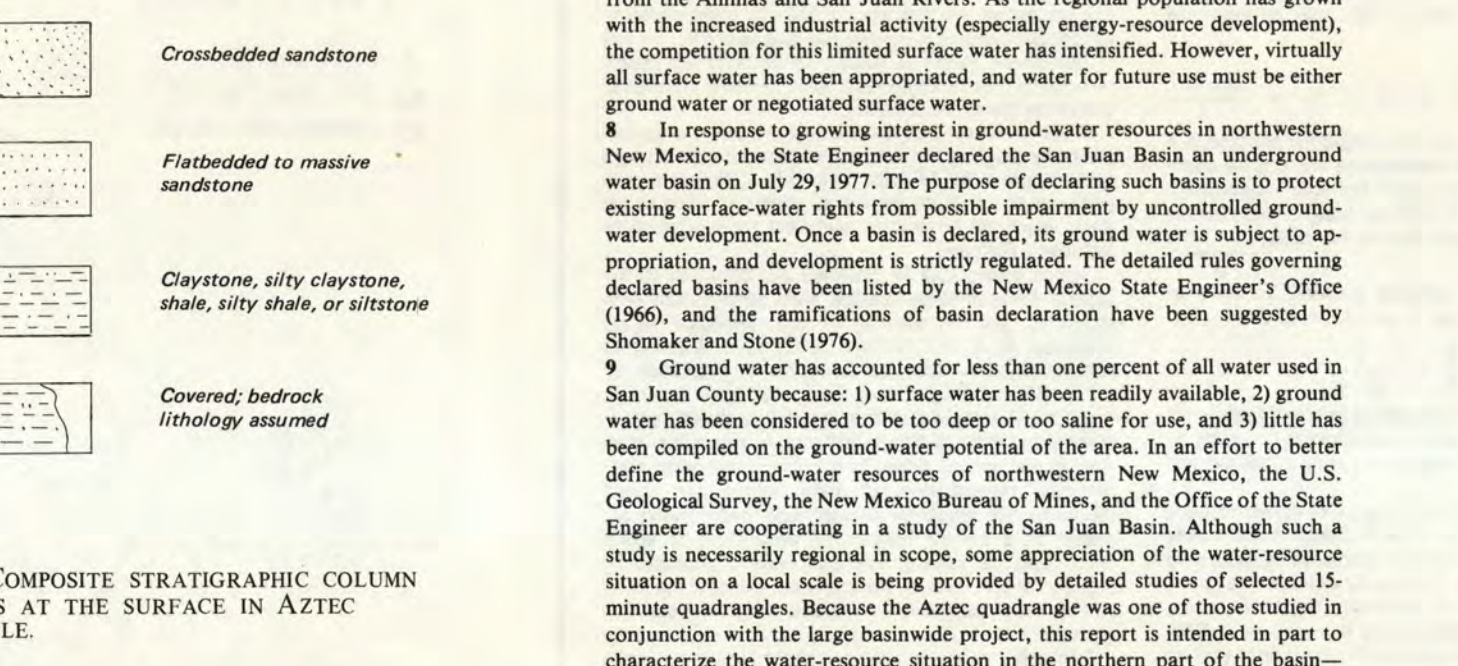 Crossbedded sandstone
Flatbedded to massive
sandstone
Claystone, silty claystone,
shale, silty shale, or siltstone
Covered; bedrock
lithology assumed
COMPOSITE STRATIGRAPHIC COLUMN
AT THE SURFACE IN AZTEC
from the Animas and San Juan Rivers. As the regional population has grown
with the increased industrial activity (especially energy-resource development),
the competition for this limited surface water has intensified. However, virtually
all surface water has been appropriated, and water for future use must be either
ground water or negotiated surface water.
8 In response to growing interest in ground-water resources in northwestern
New Mexico, the State Engineer declared the San Juan Basin an underground
water basin on July 29, 1977. The purpose of declaring such basins is to protect
existing surface-water rights from possible impairment by uncontrolled ground-
water development. Once a basin is declared, its ground water is subject to ap-
propriation, and development is strictly regulated. The detailed rules governing
declared basins have been listed by the New Mexico State Engineer's Office
(1966), and the ramifications of basin declaration have been suggested by
Shomaker and Stone (1976).
9 Ground water has accounted for less than one percent of all water used in
San Juan County because: 1) surface water has been readily available, 2) ground
water has been considered to be too deep or too saline for use, and 3) little has
been compiled on the ground-water potential of the area. In an effort to better
define the ground-water resources of northwestern New Mexico, the U.S.
Geological Survey, the New Mexico Bureau of Mines, and the Office of the State
Engineer are cooperating in a study of the San Juan Basin. Although such a
study is necessarily regional in scope, some appreciation of the water-resource
situation on a local scale is being provided by detailed studies of selected 15-
minute quadrangles. Because the Aztec quadrangle was one of those studied in
conjunction with the large basinwide project, this report is intended in part to
characterize the water-resource situation in the northern part of the basin—